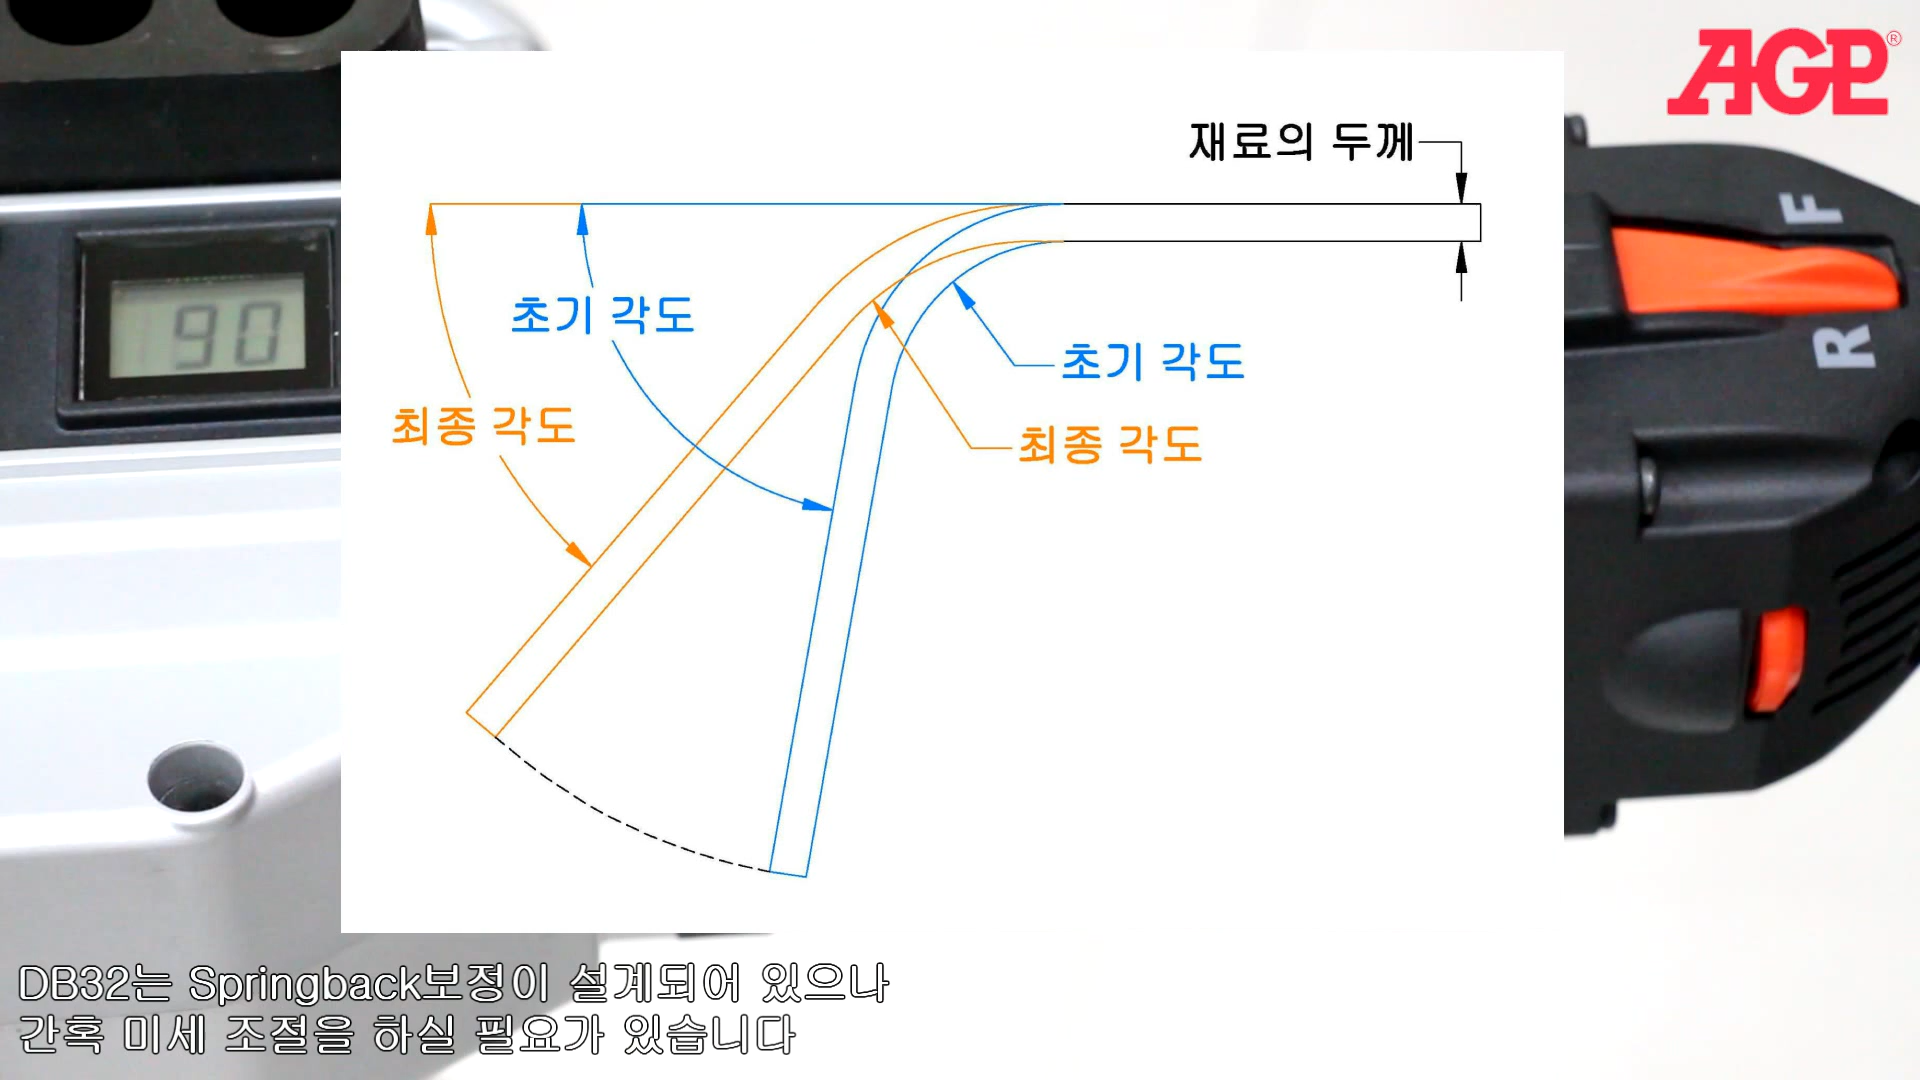 AGP®
재료의 두께
F
90
초기 각도
R
초기 각도
최종 각도
최종 각도
DB32는 Springback보정이 설계되어 있으나
간혹 미세 조절을 하실 필요가 있습니다